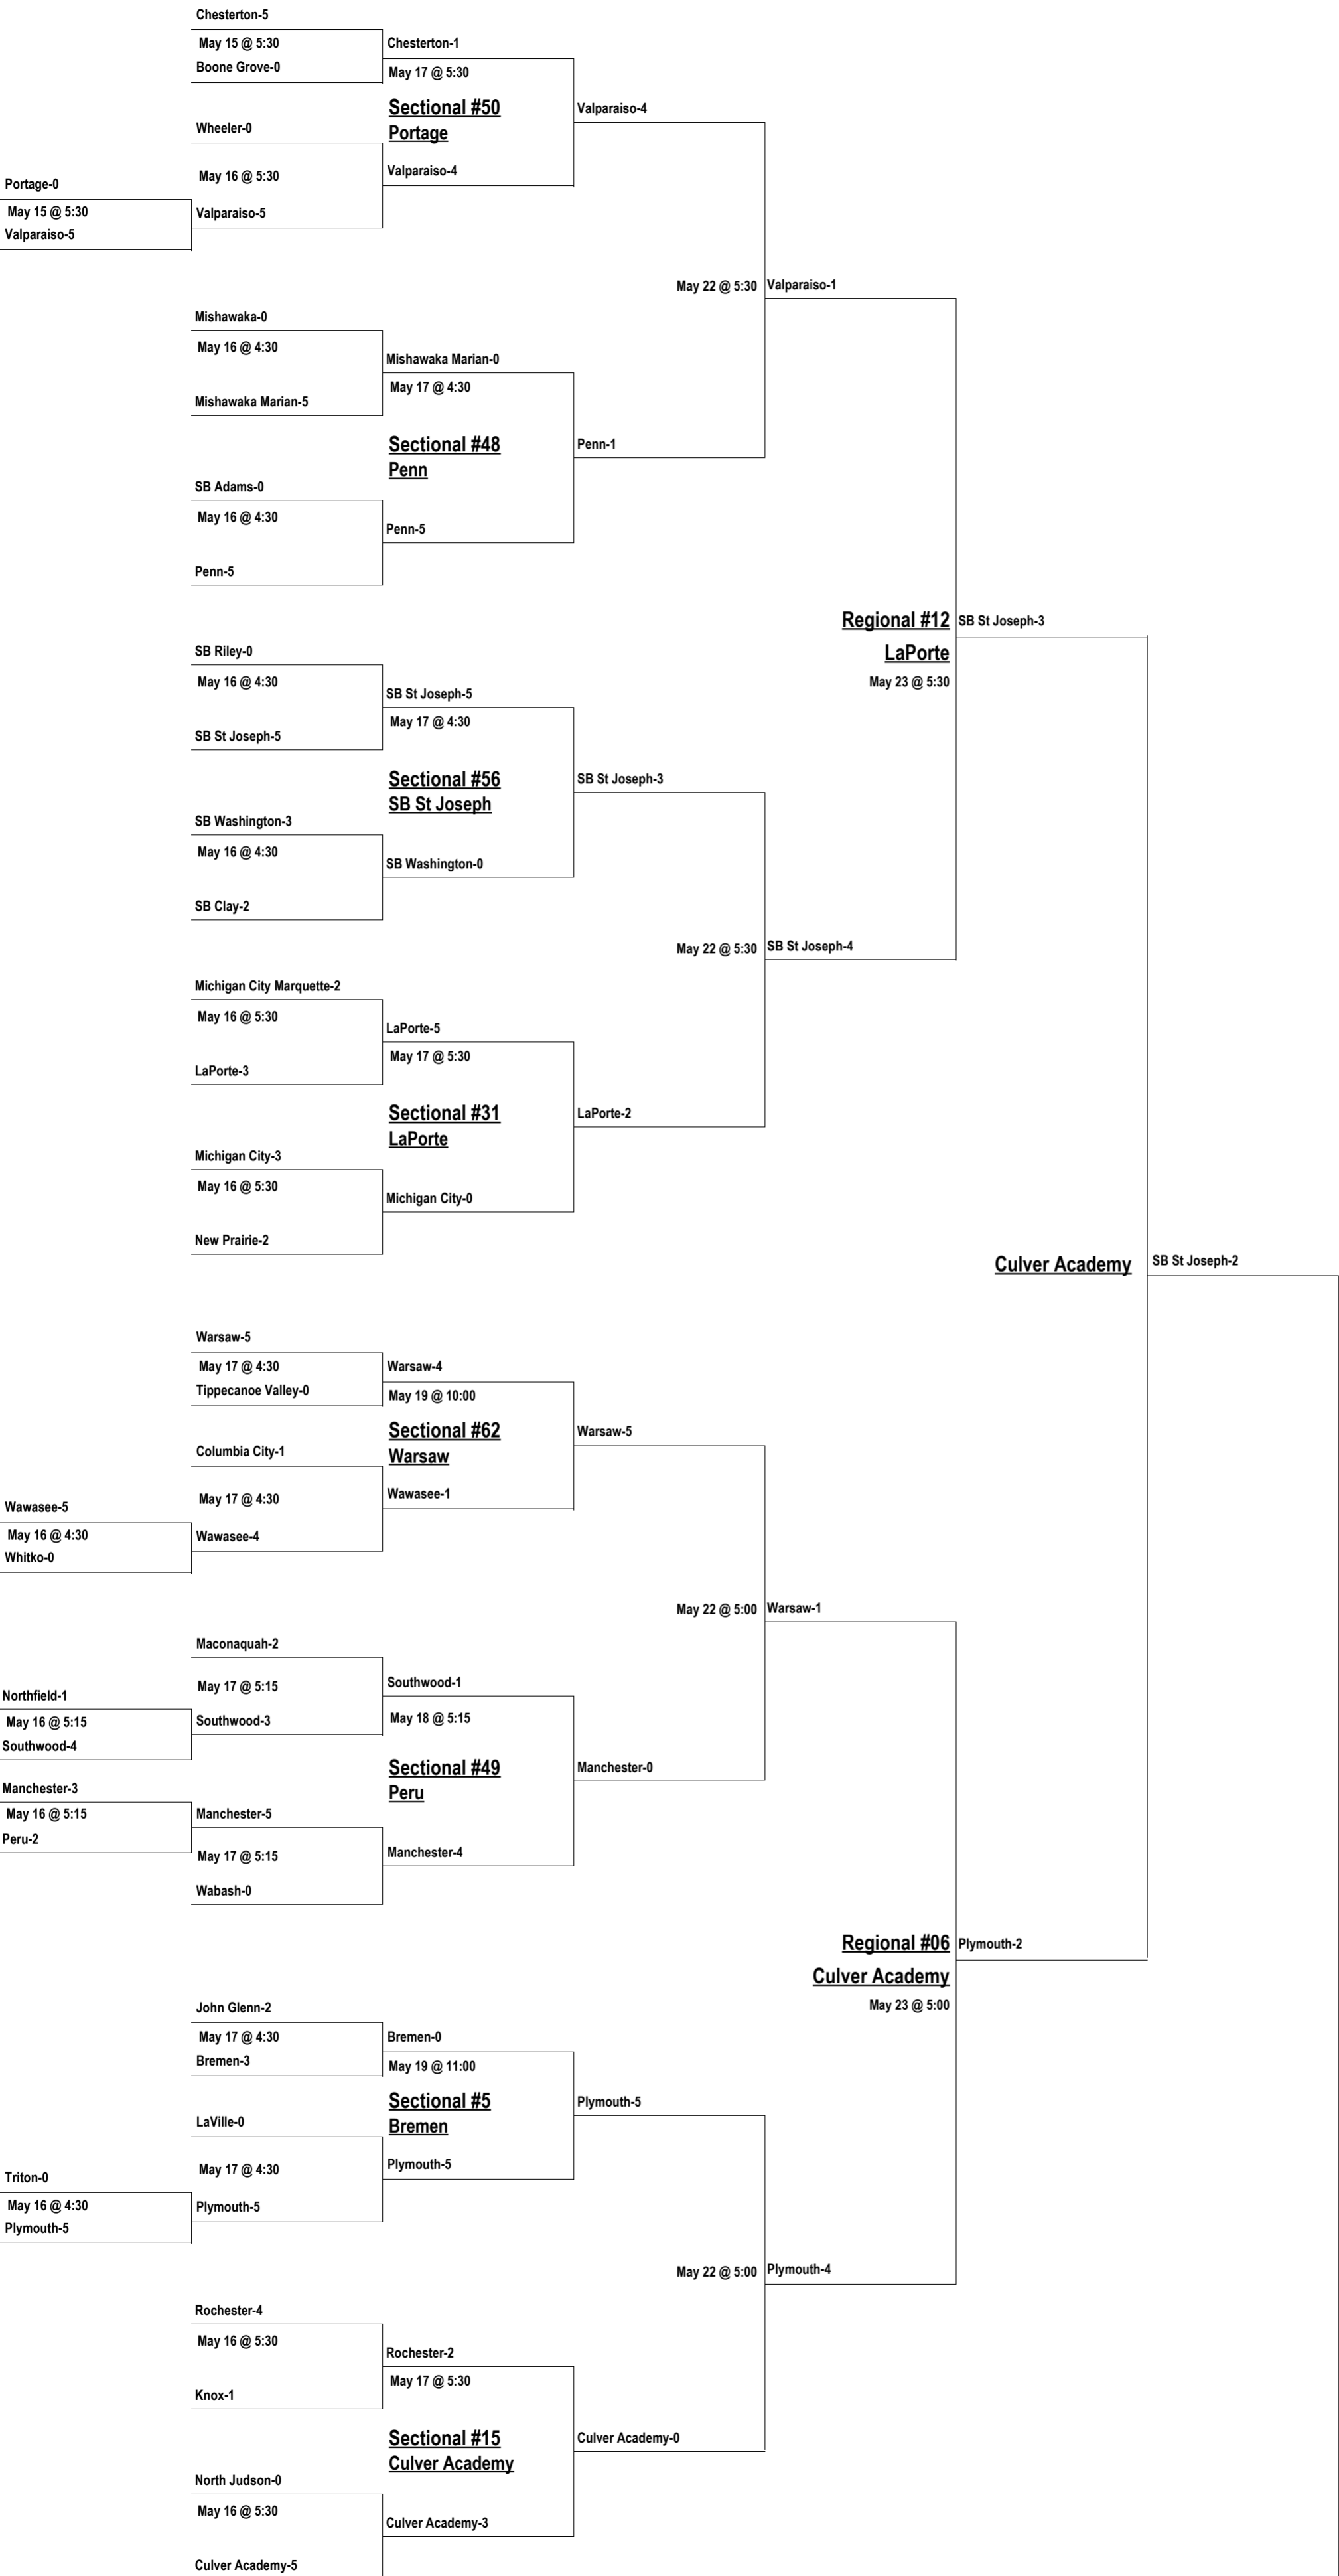 Chesterton-5
May 15 @ 5:30
Chesterton-1
Boone Grove-0
May 17 @ 5:30
Sectional #50
Valparaiso-4
Wheeler-0
Portage
May 16 @ 5:30
Valparaiso-4
Portage-0
May 15 @ 5:30
Valparaiso-5
Valparaiso-5
May 22 @ 5:30
Valparaiso-1
Mishawaka-0
May 16 @ 4:30
Mishawaka Marian-0
May 17 @ 4:30
Mishawaka Marian-5
Sectional #48
Penn-1
Penn
SB Adams-0
May 16 @ 4:30
Penn-5
Penn-5
Regional #12
SB St Joseph-3
LaPorte
May 23 @ 5:30
SB Riley-0
May 16 @ 4:30
SB St Joseph-5
May 17 @ 4:30
SB St Joseph-5
Sectional #56
SB St Joseph-3
SB St Joseph
SB Washington-3
May 16 @ 4:30
SB Washington-0
SB Clay-2
May 22 @ 5:30
SB St Joseph-4
Michigan City Marquette-2
May 16 @ 5:30
LaPorte-5
May 17 @ 5:30
LaPorte-3
Sectional #31
LaPorte-2
LaPorte
Michigan City-3
May 16 @ 5:30
Michigan City-0
New Prairie-2
Culver Academy
SB St Joseph-2
Warsaw-5
May 17 @ 4:30
Warsaw-4
Tippecanoe Valley-0
May 19 @ 10:00
Sectional #62
Warsaw-5
Columbia City-1
Warsaw
May 17 @ 4:30
Wawasee-1
Wawasee-5
May 16 @ 4:30
Wawasee-4
Whitko-0
May 22 @ 5:00
Warsaw-1
Maconaquah-2
May 17 @ 5:15
Southwood-1
Northfield-1
May 16 @ 5:15
Southwood-3
May 18 @ 5:15
Southwood-4
Sectional #49
Manchester-0
Peru
Manchester-3
May 16 @ 5:15
Manchester-5
Peru-2
May 17 @ 5:15
Manchester-4
Wabash-0
Regional #06
Plymouth-2
Culver Academy
May 23 @ 5:00
John Glenn-2
May 17 @ 4:30
Bremen-0
Bremen-3
May 19 @ 11:00
Sectional #5
Plymouth-5
LaVille-0
Bremen
May 17 @ 4:30
Plymouth-5
Triton-0
May 16 @ 4:30
Plymouth-5
Plymouth-5
May 22 @ 5:00
Plymouth-4
Rochester-4
May 16 @ 5:30
Rochester-2
May 17 @ 5:30
Knox-1
Sectional #15
Culver Academy-0
Culver Academy
North Judson-0
May 16 @ 5:30
Culver Academy-3
Culver Academy-5